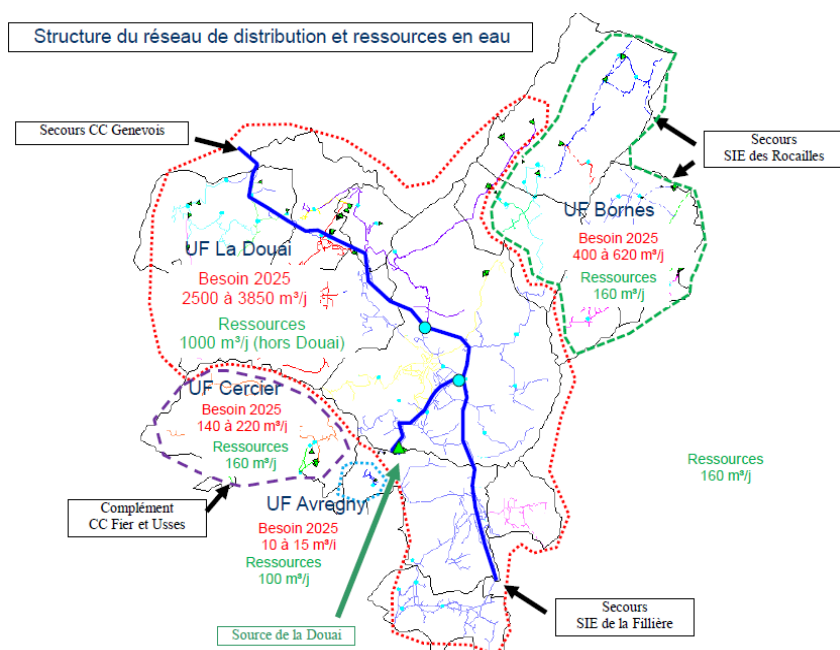 Structure du réseau de distribution et ressources en eau
Secours CC Genevois
Secours
SIE des Rocailles
UF Bornes
Besoin 2025
400 à 620 m³/j
Ressources
160 m³/j
UF La Douai
Besoin 2025
2500 à 3850 m³/j
Ressources
1000 m³/j (hors Douai)
UF Cercier
Besoin 2025
140 à 220 m³/j
Ressources
160 m³/j
Ressources
160 m³/j
Complément
CC Fier et Usses
UF Avregny
Besoin 2025
10 à 15 m³/j
Ressources
100 m³/j
Source de la Douai
Secours
SIE de la Fillière